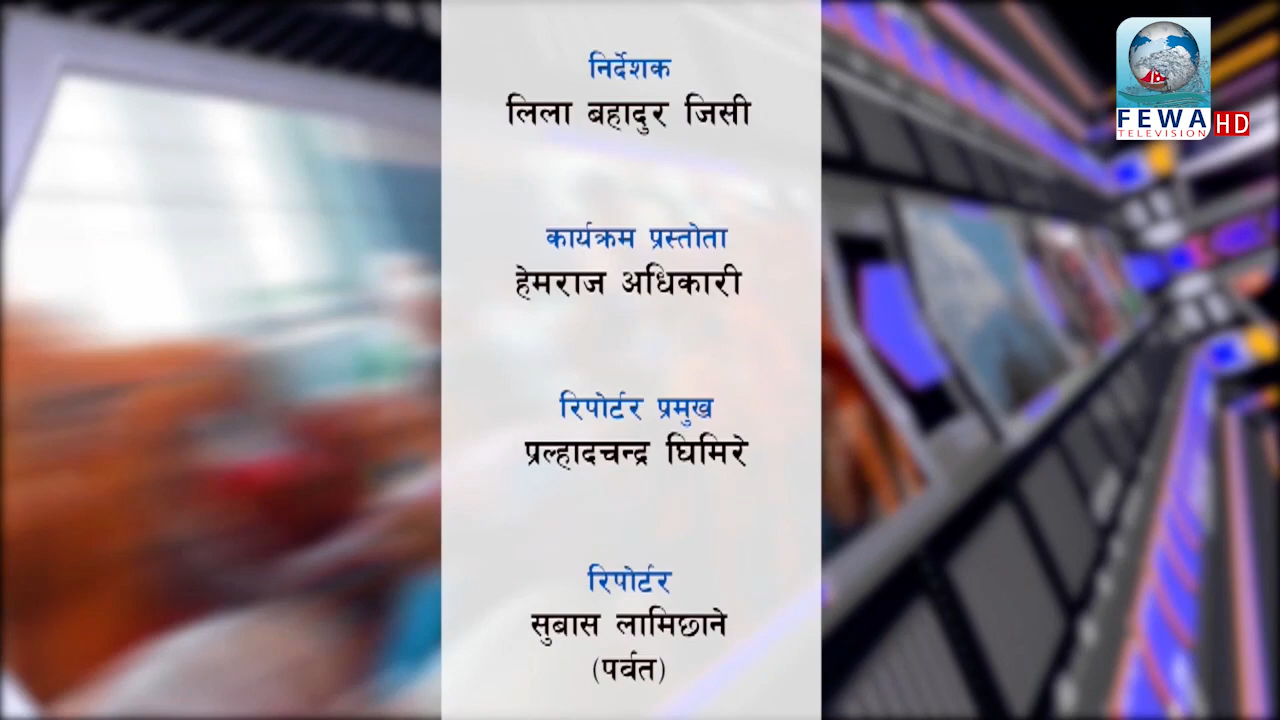 निर्देशक
लिला बहादुर जिसी
कार्यक्रम प्रस्तोता
हेमराज अधिकारी
रिपोर्टर प्रमुख
प्रल्हादचन्द्र घिमिरे
रिपोर्टर
सुबास लामिछाने
(पर्वत)
FEWA
TELEVISION HD